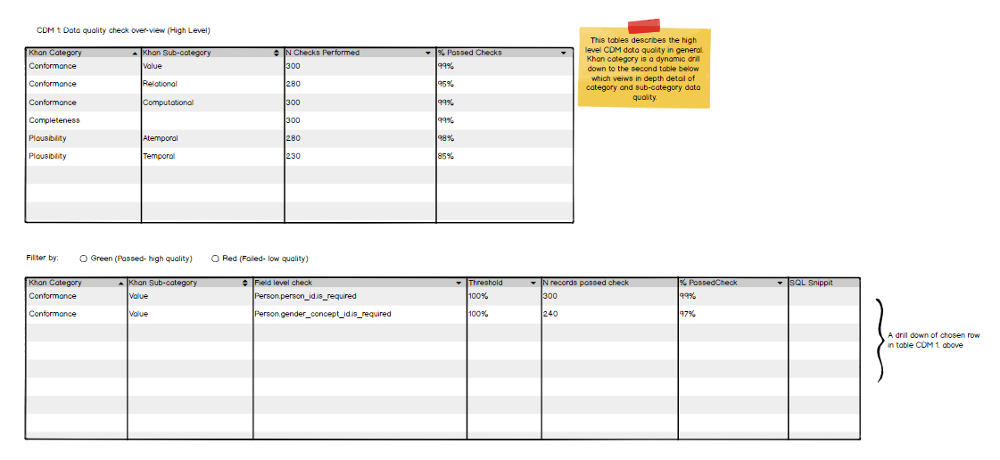 CDM 1: Data quality check over-view (High Level)
Khan Category Khan Sub-category N Checks Performed % Passed Checks
Conformance Value 300 99%
Conformance Relational 280 95%
Conformance Computational 300 99%
Completeness 300 99%
Plausibility Atemporal 280 98%
Plausibility Temporal 230 85%
This tables describes the high
level CDM data quality in general.
Khan category is a dynamic drill
down to the second table below
which veiws in depth detail of
category and sub-category data
quality.
Fillter by: Green (Passed- high quality) Red (Failed- low quality)
Khan Category Khan Sub-category Field level check Threshold N records passed check % PassedCheck SQL Snippit
Conformance Value Person.person_id.is_required 100% 300 99%
Conformance Value Person.gender_concept_id.is_required 100% 240 97%
A drill down of chosen row
in table CDM 1: above